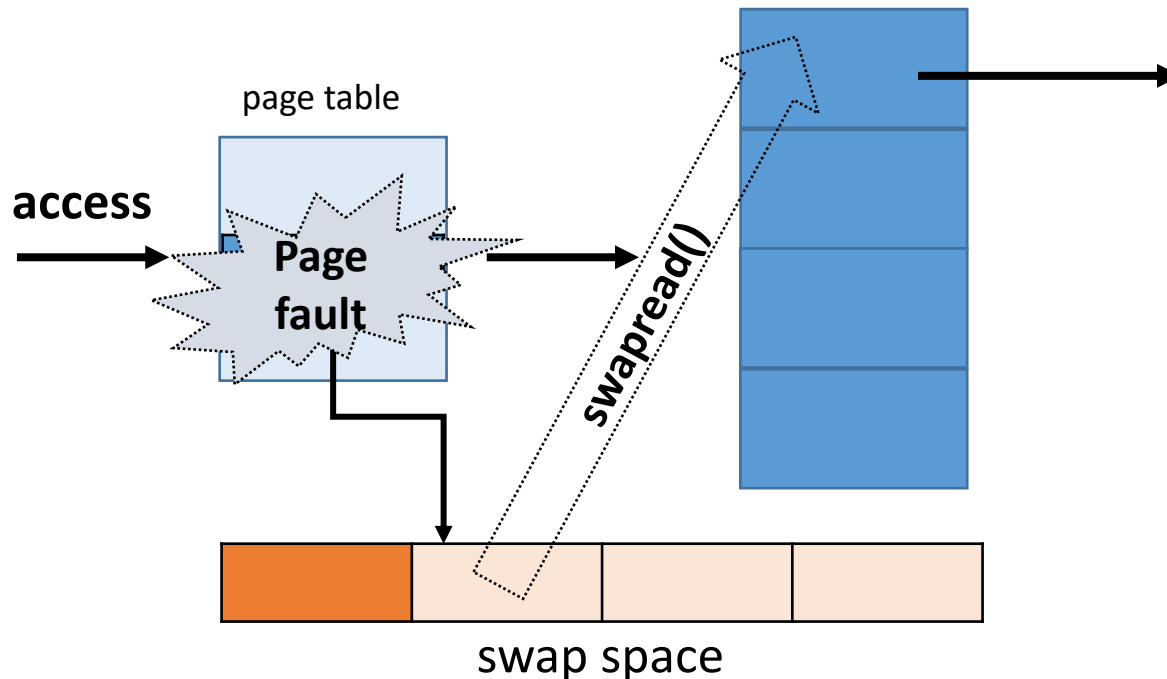 page table
access
Page
fault
swapread()
swap space